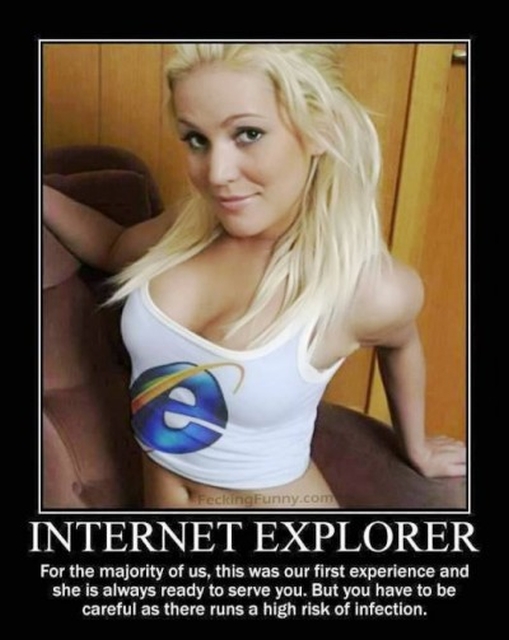 FeckingFunny.com
INTERNET EXPLORER
For the majority of us, this was our first experience and
she is always ready to serve you. But you have to be
careful as there runs a high risk of infection.